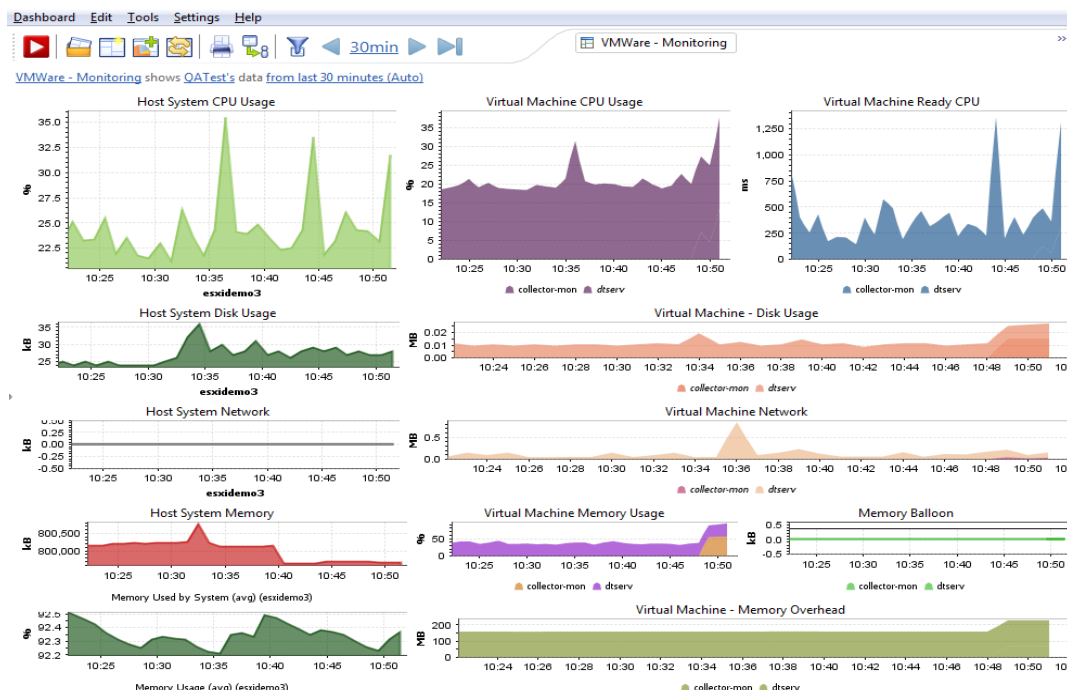 Dashboard Edit Tools Settings Help
30min
VMWare - Monitoring
»
VMWare - Monitoring shows QATest's data from last 30 minutes (Auto)
Host System CPU Usage
%
35.0
32.5
30.0
27.5
25.0
22.5
10:25 10:30 10:35 10:40 10:45 10:50
esxidemo3
Virtual Machine CPU Usage
%
35
30
25
20
15
10
5
0
10:25 10:30 10:35 10:40 10:45 10:50
collector-mon dtserv
Virtual Machine Ready CPU
ms
1,250
1,000
750
500
250
0
10:25 10:30 10:35 10:40 10:45 10:50
collector-mon dtserv
Host System Disk Usage
kB
35
30
25
10:25 10:30 10:35 10:40 10:45 10:50
esxidemo3
Virtual Machine - Disk Usage
MB
0.02
0.01
0.00
10:24 10:26 10:28 10:30 10:32 10:34 10:36 10:38 10:40 10:42 10:44 10:46 10:48 10:50
collector-mon dtserv
Host System Network
kB
0.50
0.25
0.00
-0.25
-0.50
10:25 10:30 10:35 10:40 10:45 10:50
esxidemo3
Virtual Machine Network
MB
0.5
0.0
10:24 10:26 10:28 10:30 10:32 10:34 10:36 10:38 10:40 10:42 10:44 10:46 10:48 10:50
collector-mon dtserv
Host System Memory
kB
800,500
800,000
10:25 10:30 10:35 10:40 10:45 10:50
Memory Used by System (avg) (esxidemo3)
Virtual Machine Memory Usage
%
50
0
10:25 10:30 10:35 10:40 10:45 10:50
collector-mon dtserv
Memory Balloon
kB
0.5
0.0
-0.5
10:25 10:30 10:35 10:40 10:45 10:50
collector-mon dtserv
%
92.5
92.4
92.3
92.2
10:25 10:30 10:35 10:40 10:45 10:50
Memory Usage (avg) (esxidemo3)
Virtual Machine - Memory Overhead
MB
200
100
0
10:24 10:26 10:28 10:30 10:32 10:34 10:36 10:38 10:40 10:42 10:44 10:46 10:48 10:50
collector-mon dtserv